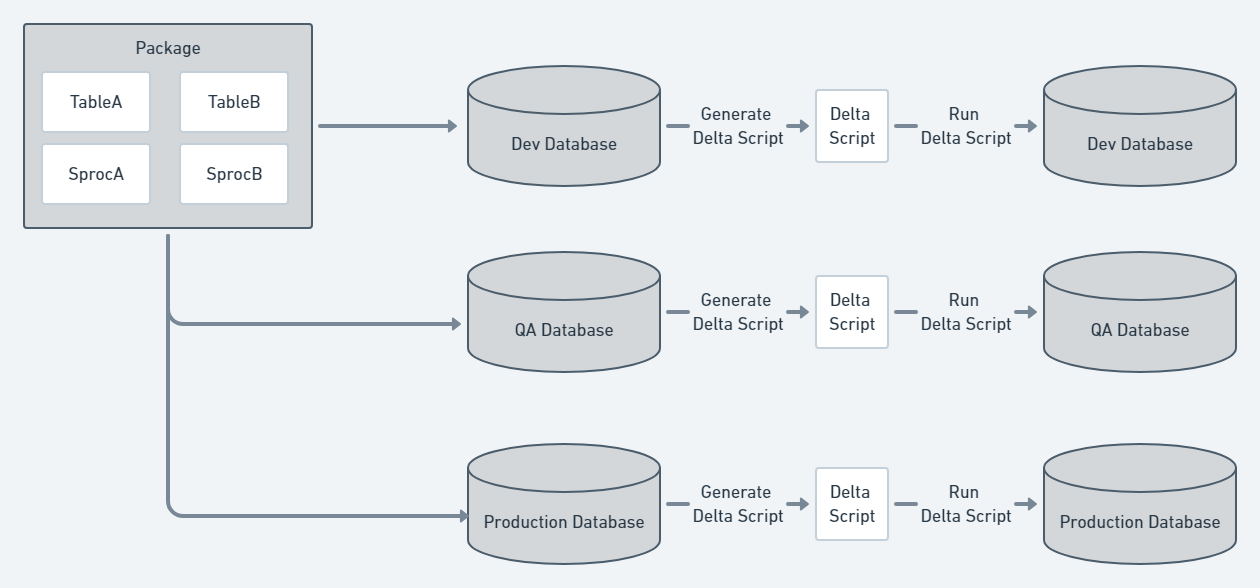 Package
TableA
TableB
SprocA
SprocB
Dev Database
Generate
Delta Script
Delta
Script
Run
Delta Script
Dev Database
QA Database
Generate
Delta Script
Delta
Script
Run
Delta Script
QA Database
Production Database
Generate
Delta Script
Delta
Script
Run
Delta Script
Production Database